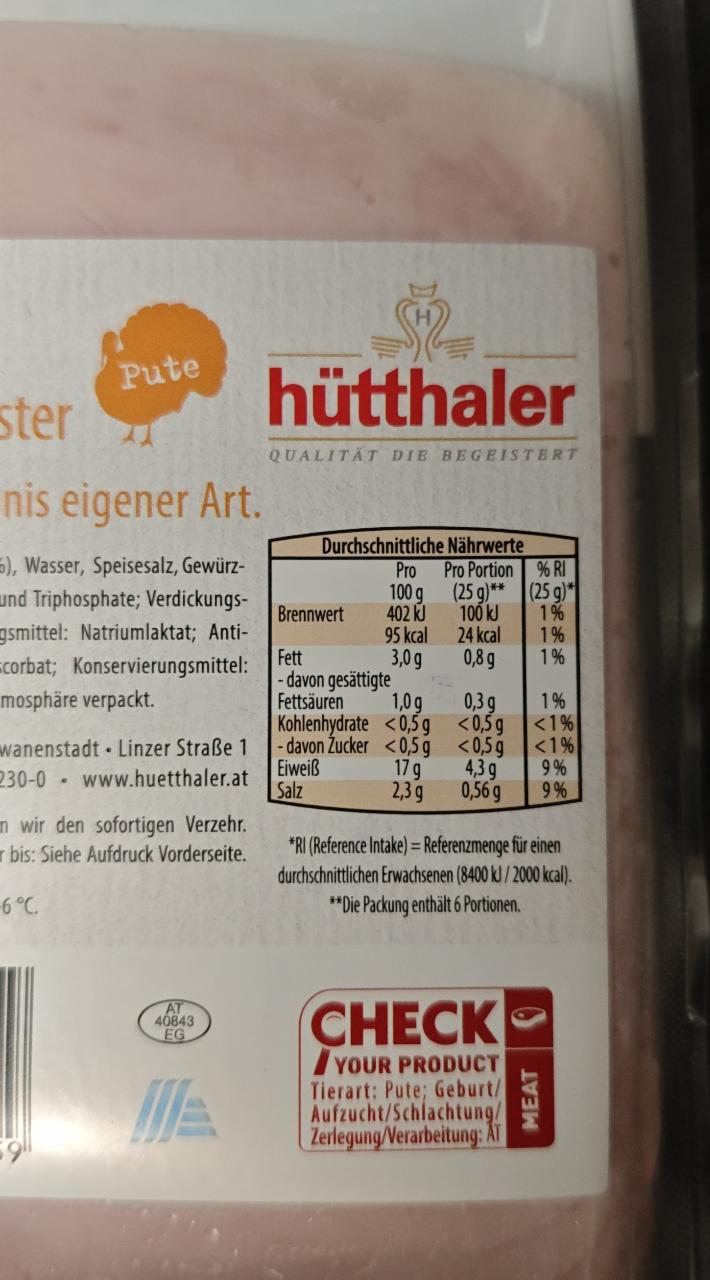 Pute
ster
nis eigener Art.
H
hütthaler
QUALITÄT DIE BEGEISTERT
), Wasser, Speisesalz, Gewürz-
und Triphosphate; Verdickungs-
gsmittel: Natriumlaktat; Anti-
scorbat; Konservierungsmittel:
mosphäre verpackt.
wanenstadt • Linzer Straße 1
230-0 • www.huetthaler.at
n wir den sofortigen Verzehr.
r bis: Siehe Aufdruck Vorderseite.
-6 °C.
Durchschnittliche Nährwerte
Pro Pro Portion % RI
100 g (25 g)** (25 g)*
Brennwert 402 kJ 100 kJ 1 %
95 kcal 24 kcal 1 %
Fett 3,0 g 0,8 g 1 %
- davon gesättigte
Fettsäuren 1,0 g 0,3 g 1 %
Kohlenhydrate < 0,5 g < 0,5 g < 1 %
- davon Zucker < 0,5 g < 0,5 g < 1 %
Eiweiß 17 g 4,3 g 9 %
Salz 2,3 g 0,56 g 9 %
*RI (Reference Intake) = Referenzmenge für einen
durchschnittlichen Erwachsenen (8400 kJ / 2000 kcal).
**Die Packung enthält 6 Portionen.
AT
40843
EG
59
CHECK
YOUR PRODUCT
Tierart: Pute; Geburt/
Aufzucht/Schlachtung/
Zerlegung/Verarbeitung: AT
MEAT